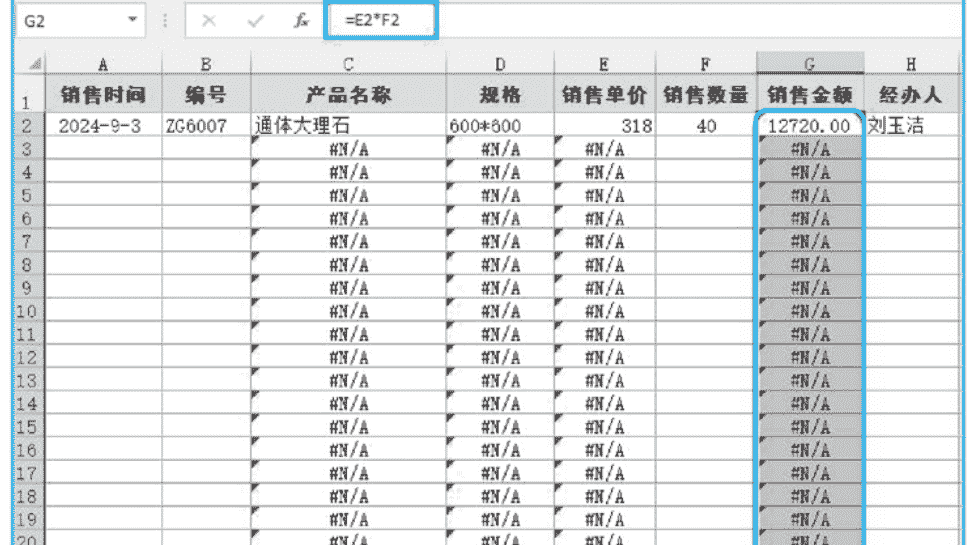 G2 fx =E2*F2
A B C D E F G H
1 销售时间 编号 产品名称 规格 销售单价 销售数量 销售金额 经办人
2 2024-9-3 ZG6007 通体大理石 600*600 318 40 12720.00 刘玉洁
3 #N/A #N/A #N/A #N/A
4 #N/A #N/A #N/A #N/A
5 #N/A #N/A #N/A #N/A
6 #N/A #N/A #N/A #N/A
7 #N/A #N/A #N/A #N/A
8 #N/A #N/A #N/A #N/A
9 #N/A #N/A #N/A #N/A
10 #N/A #N/A #N/A #N/A
11 #N/A #N/A #N/A #N/A
12 #N/A #N/A #N/A #N/A
13 #N/A #N/A #N/A #N/A
14 #N/A #N/A #N/A #N/A
15 #N/A #N/A #N/A #N/A
16 #N/A #N/A #N/A #N/A
17 #N/A #N/A #N/A #N/A
18 #N/A #N/A #N/A #N/A
19 #N/A #N/A #N/A #N/A
20 #N/A #N/A #N/A #N/A